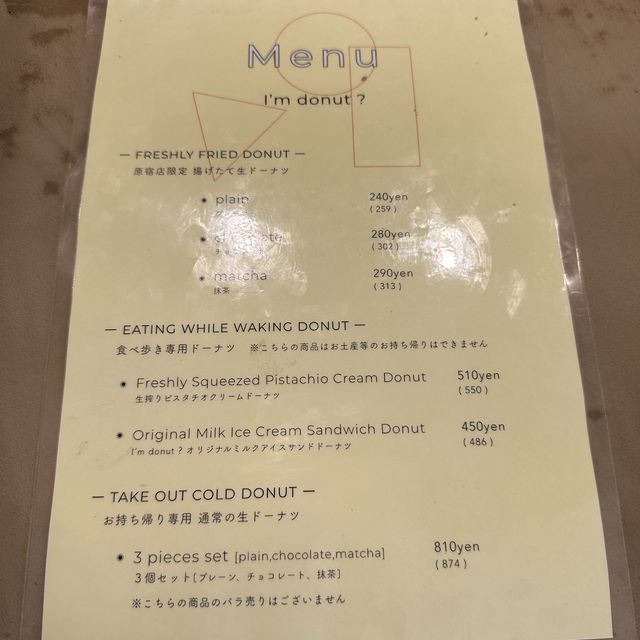 Menu
I'm donut ?
— FRESHLY FRIED DONUT —
原宿店限定 揚げたて生ドーナツ
• plain 240yen
( 259 )
280yen
( 302 )
• matcha 290yen
抹茶 ( 313 )
— EATING WHILE WAKING DONUT —
食べ歩き専用ドーナツ ※こちらの商品はお土産等のお持ち帰りはできません
• Freshly Squeezed Pistachio Cream Donut 510yen
生搾りピスタチオクリームドーナツ ( 550 )
• Original Milk Ice Cream Sandwich Donut 450yen
I'm donut ? オリジナルミルクアイスサンドドーナツ ( 486 )
— TAKE OUT COLD DONUT —
お持ち帰り専用 通常の生ドーナツ
• 3 pieces set [plain,chocolate,matcha] 810yen
３個セット[プレーン、チョコレート、抹茶] ( 874 )
※こちらの商品のバラ売りはございません